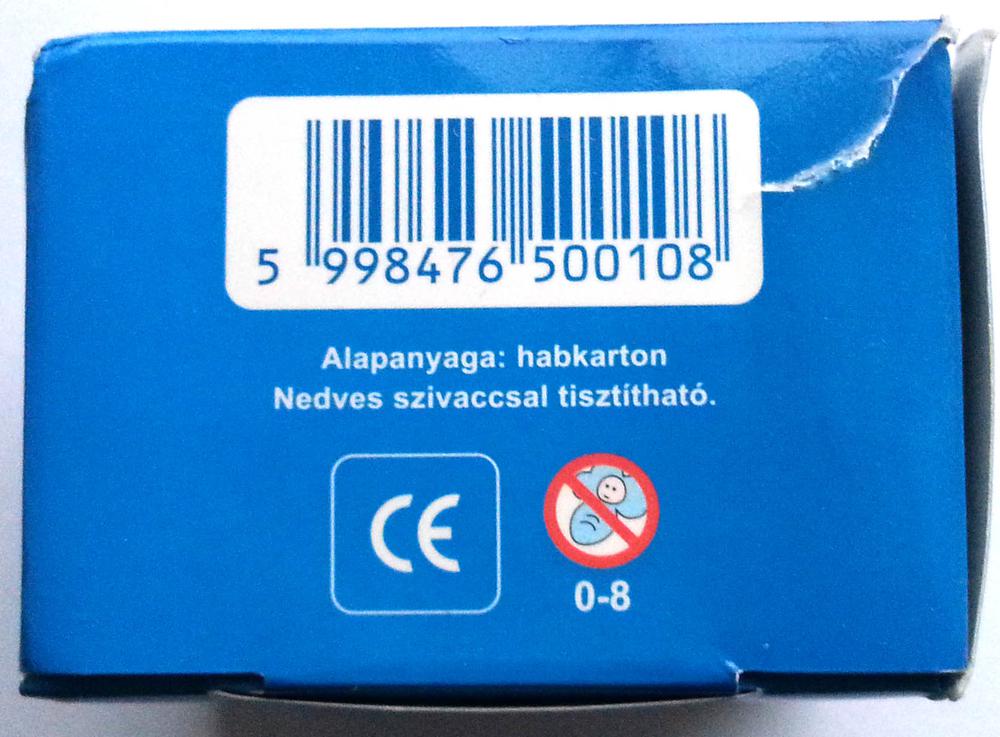 5 998476 500108
Alapanyaga: habkarton
Nedves szivaccsal tisztítható.
CE
0-8